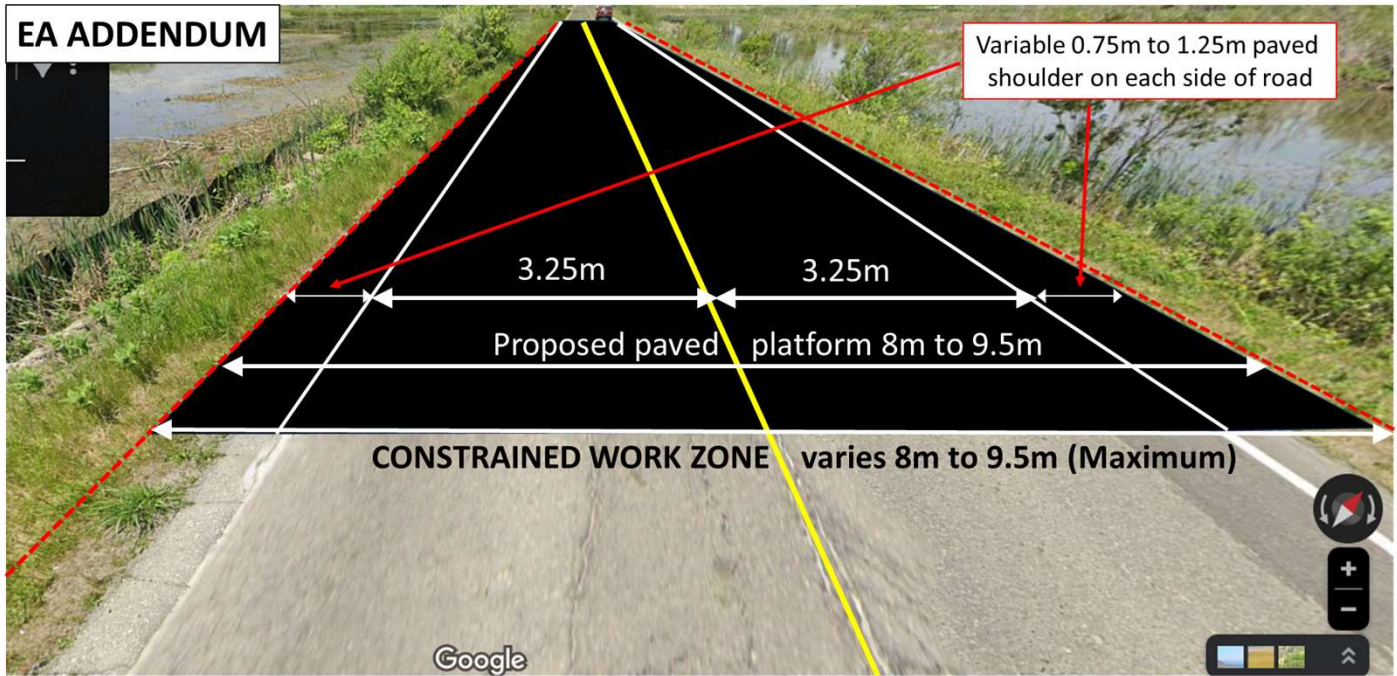 EA ADDENDUM
Variable 0.75m to 1.25m paved
shoulder on each side of road
3.25m
3.25m
Proposed paved platform 8m to 9.5m
CONSTRAINED WORK ZONE varies 8m to 9.5m (Maximum)
Google
+
−